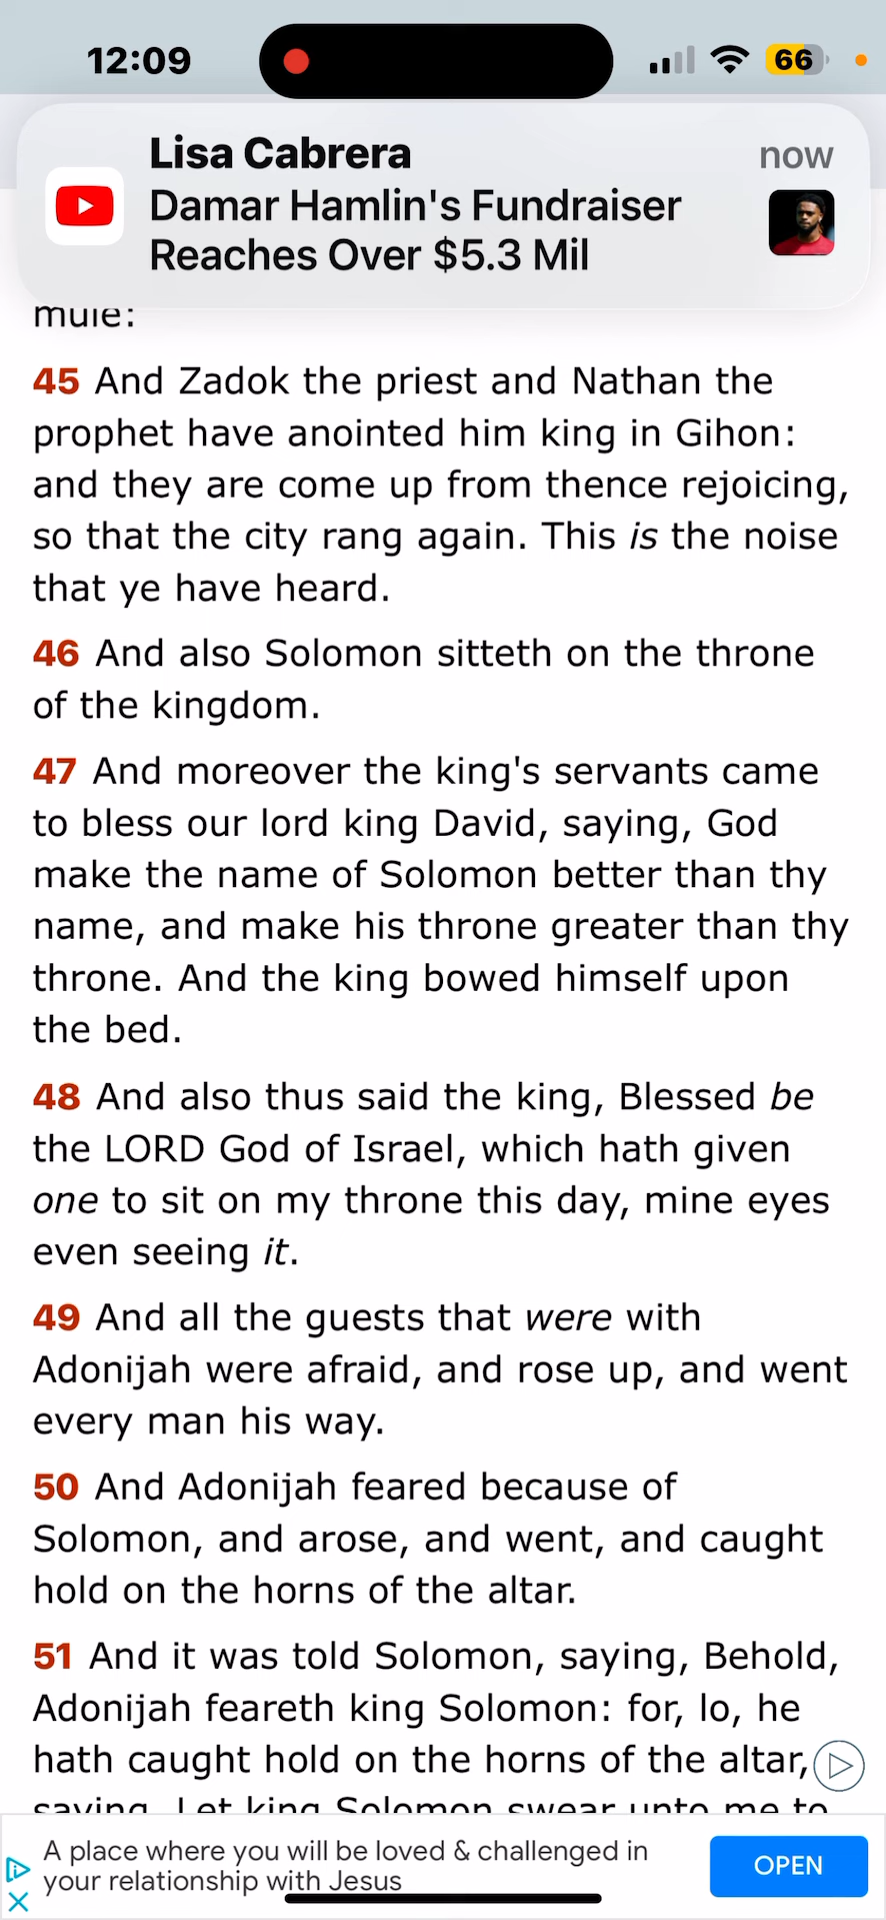 12:09
66
Lisa Cabrera
now
Damar Hamlin's Fundraiser
Reaches Over $5.3 Mil
mule:
45 And Zadok the priest and Nathan the
prophet have anointed him king in Gihon:
and they are come up from thence rejoicing,
so that the city rang again. This is the noise
that ye have heard.
46 And also Solomon sitteth on the throne
of the kingdom.
47 And moreover the king's servants came
to bless our lord king David, saying, God
make the name of Solomon better than thy
name, and make his throne greater than thy
throne. And the king bowed himself upon
the bed.
48 And also thus said the king, Blessed be
the LORD God of Israel, which hath given
one to sit on my throne this day, mine eyes
even seeing it.
49 And all the guests that were with
Adonijah were afraid, and rose up, and went
every man his way.
50 And Adonijah feared because of
Solomon, and arose, and went, and caught
hold on the horns of the altar.
51 And it was told Solomon, saying, Behold,
Adonijah feareth king Solomon: for, lo, he
hath caught hold on the horns of the altar,
saying, Let king Solomon swear unto me to
A place where you will be loved & challenged in
your relationship with Jesus
OPEN